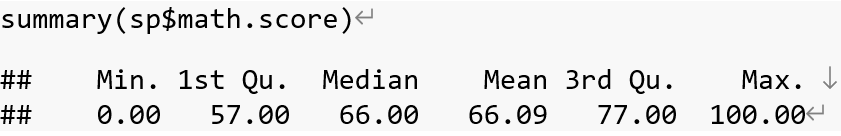 summary(sp$math.score)↵
##    Min. 1st Qu.  Median    Mean 3rd Qu.    Max. ↓
##    0.00   57.00   66.00   66.09   77.00  100.00↵